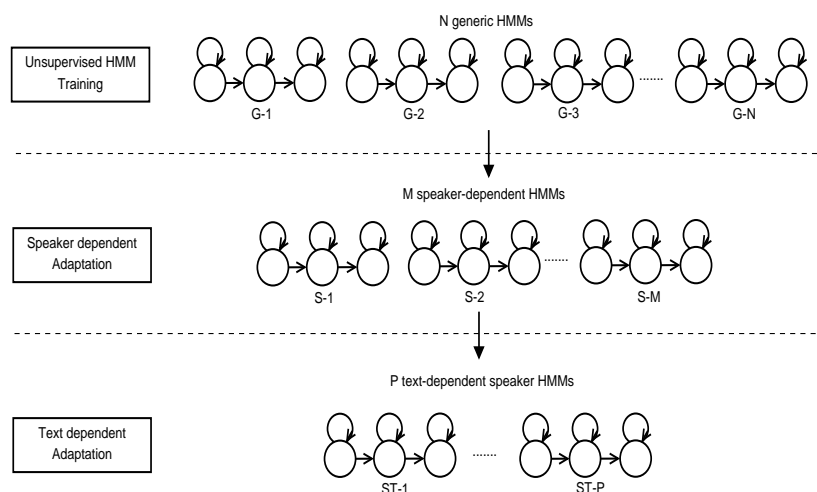 N generic HMMs
Unsupervised HMM
Training
.......
G-1 G-2 G-3 G-N
M speaker-dependent HMMs
Speaker dependent
Adaptation
.......
S-1 S-2 S-M
P text-dependent speaker HMMs
Text dependent
Adaptation
.......
ST-1 ST-P